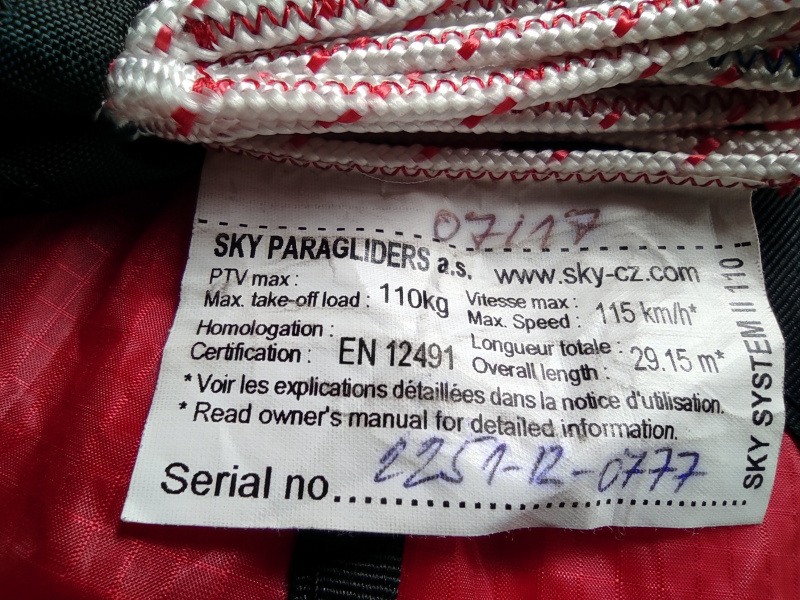 07/17
SKY PARAGLIDERS a.s. www.sky-cz.com
PTV max :
Max. take-off load : 110kg
Vitesse max :
Max. Speed : 115 km/h*
Homologation :
Certification : EN 12491
Longueur totale :
Overall length : 29.15 m*
* Voir les explications détaillées dans la notice d'utilisation.
* Read owner's manual for detailed information.
Serial no. 2251-R-0777
SKY SYSTEM II 110